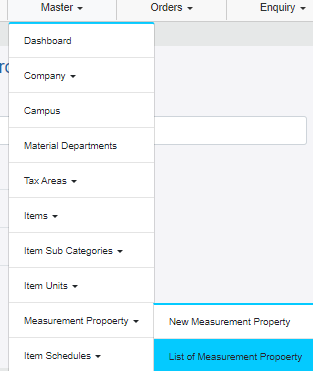 Master Orders Enquiry
Dashboard
Company
Campus
Material Departments
Tax Areas
Items
Item Sub Categories
Item Units
Measurement Propoerty
New Measurement Property
Item Schedules
List of Measurement Propoerty